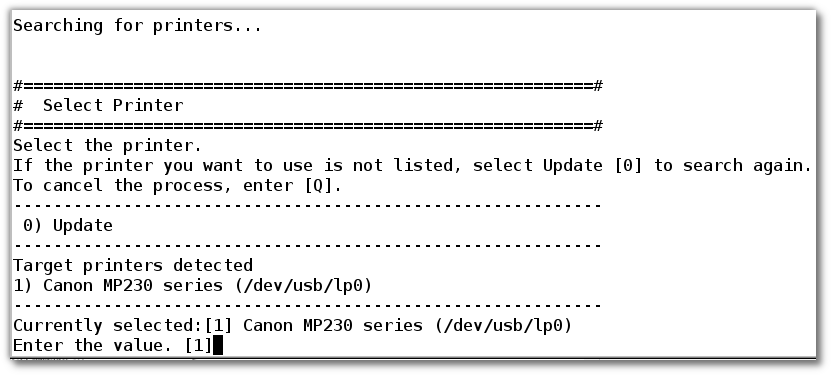 Searching for printers...
#=========================================================#
#  Select Printer
#=========================================================#
Select the printer.
If the printer you want to use is not listed, select Update [0] to search again.
To cancel the process, enter [Q].
-----------------------------------------------------------
 0) Update
-----------------------------------------------------------
Target printers detected
1) Canon MP230 series (/dev/usb/lp0)
-----------------------------------------------------------
Currently selected:[1] Canon MP230 series (/dev/usb/lp0)
Enter the value. [1]